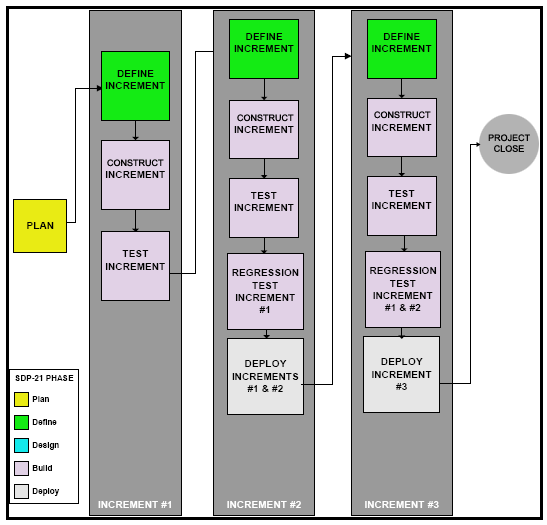 PLAN
DEFINE
INCREMENT
CONSTRUCT
INCREMENT
TEST
INCREMENT
INCREMENT #1
DEFINE
INCREMENT
CONSTRUCT
INCREMENT
TEST
INCREMENT
REGRESSION
TEST
INCREMENT
#1
DEPLOY
INCREMENTS
#1 & #2
INCREMENT #2
DEFINE
INCREMENT
CONSTRUCT
INCREMENT
TEST
INCREMENT
REGRESSION
TEST
INCREMENT
#1 & #2
DEPLOY
INCREMENT
#3
INCREMENT #3
PROJECT
CLOSE
SDP-21 PHASE
Plan
Define
Design
Build
Deploy